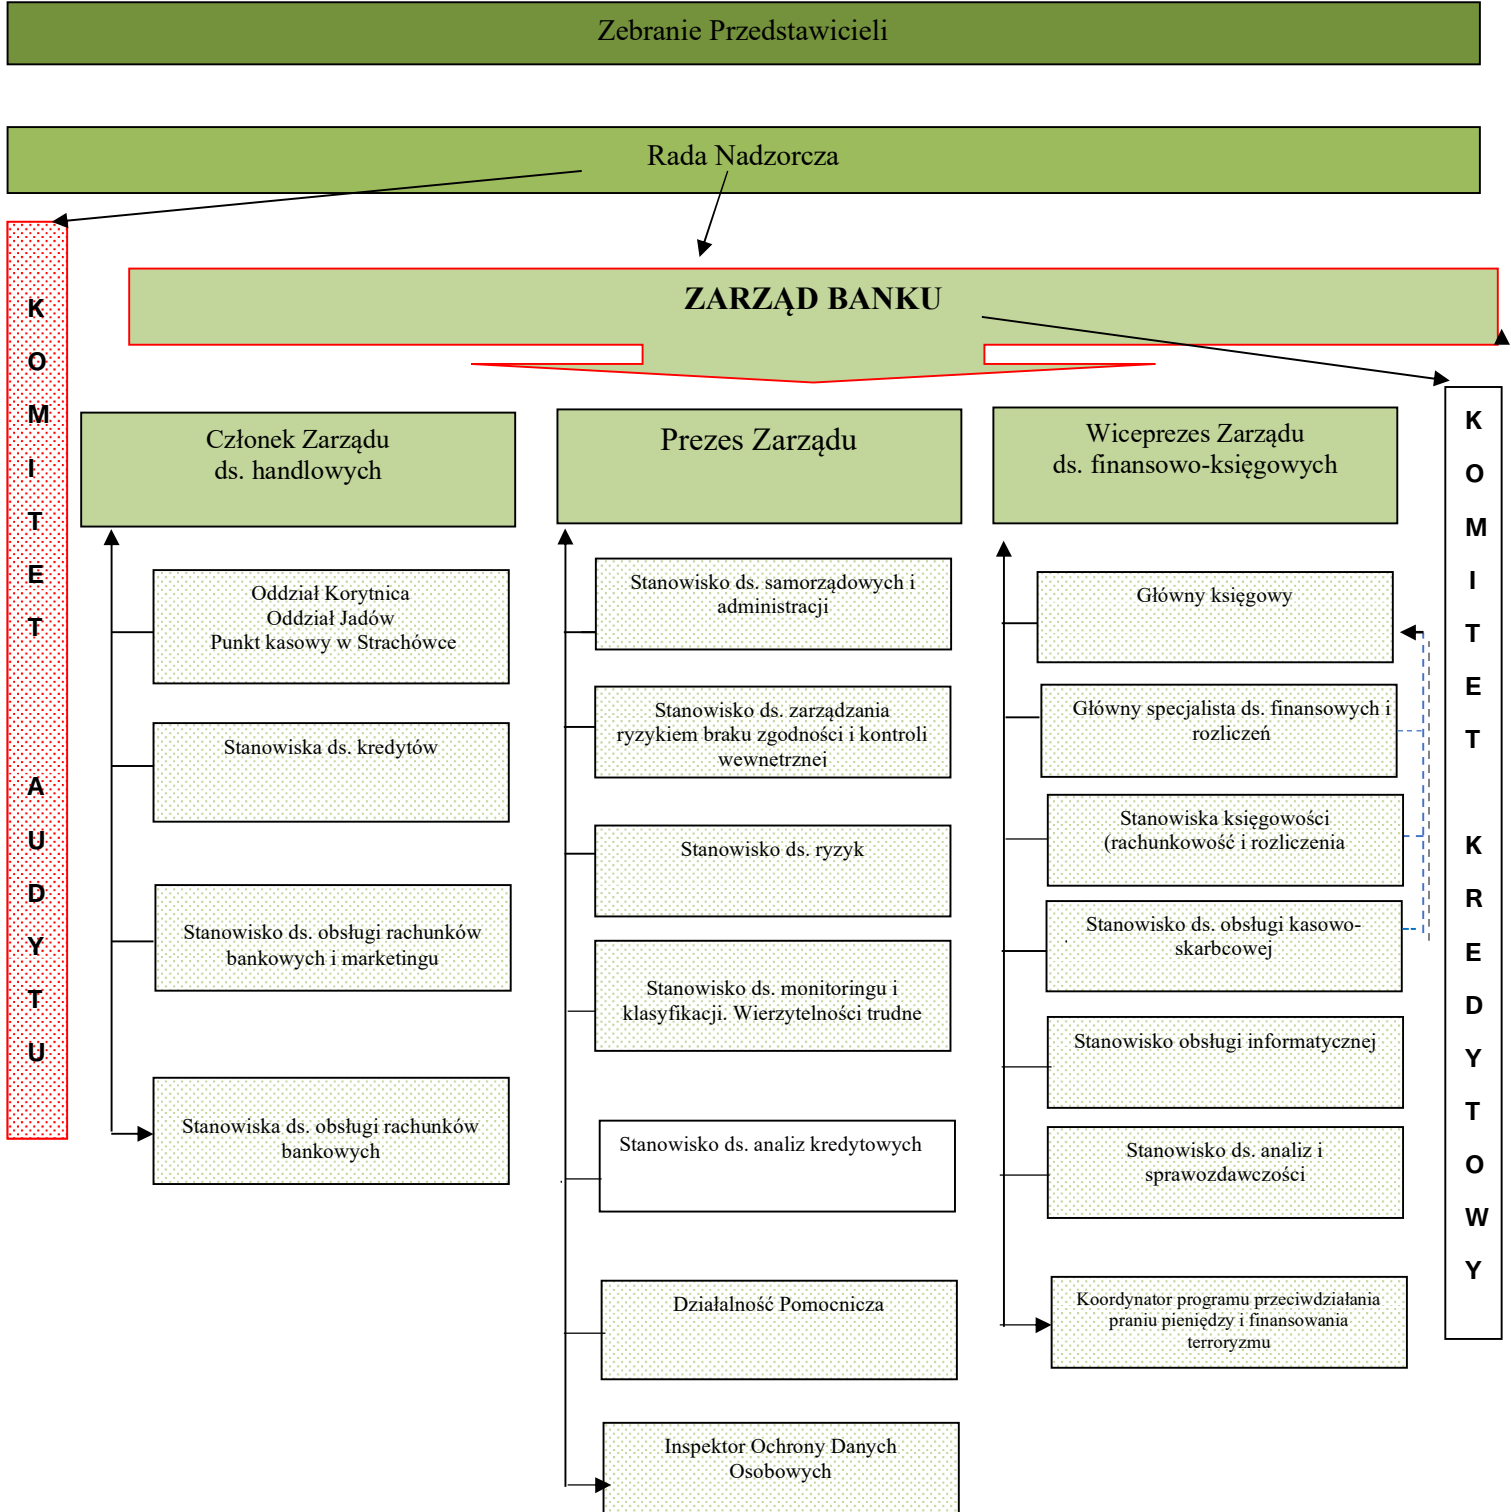 Zebranie Przedstawicieli
Rada Nadzorcza
KOMITET AUDYTU
ZARZĄD BANKU
KOMITET KREDYTOWY
Członek Zarządu
ds. handlowych
Oddział Korytnica
Oddział Jadów
Punkt kasowy w Strachówce
Stanowiska ds. kredytów
Stanowisko ds. obsługi rachunków
bankowych i marketingu
Stanowiska ds. obsługi rachunków
bankowych
Prezes Zarządu
Stanowisko ds. samorządowych i
administracji
Stanowisko ds. zarządzania
ryzykiem braku zgodności i kontroli
wewnetrznej
Stanowisko ds. ryzyk
Stanowisko ds. monitoringu i
klasyfikacji. Wierzytelności trudne
Stanowisko ds. analiz kredytowych
Działalność Pomocnicza
Inspektor Ochrony Danych
Osobowych
Wiceprezes Zarządu
ds. finansowo-księgowych
Główny księgowy
Główny specjalista ds. finansowych i
rozliczeń
Stanowiska księgowości
(rachunkowość i rozliczenia
Stanowisko ds. obsługi kasowo-
skarbcowej
Stanowisko obsługi informatycznej
Stanowisko ds. analiz i
sprawozdawczości
Koordynator programu przeciwdziałania
praniu pieniędzy i finansowania
terroryzmu